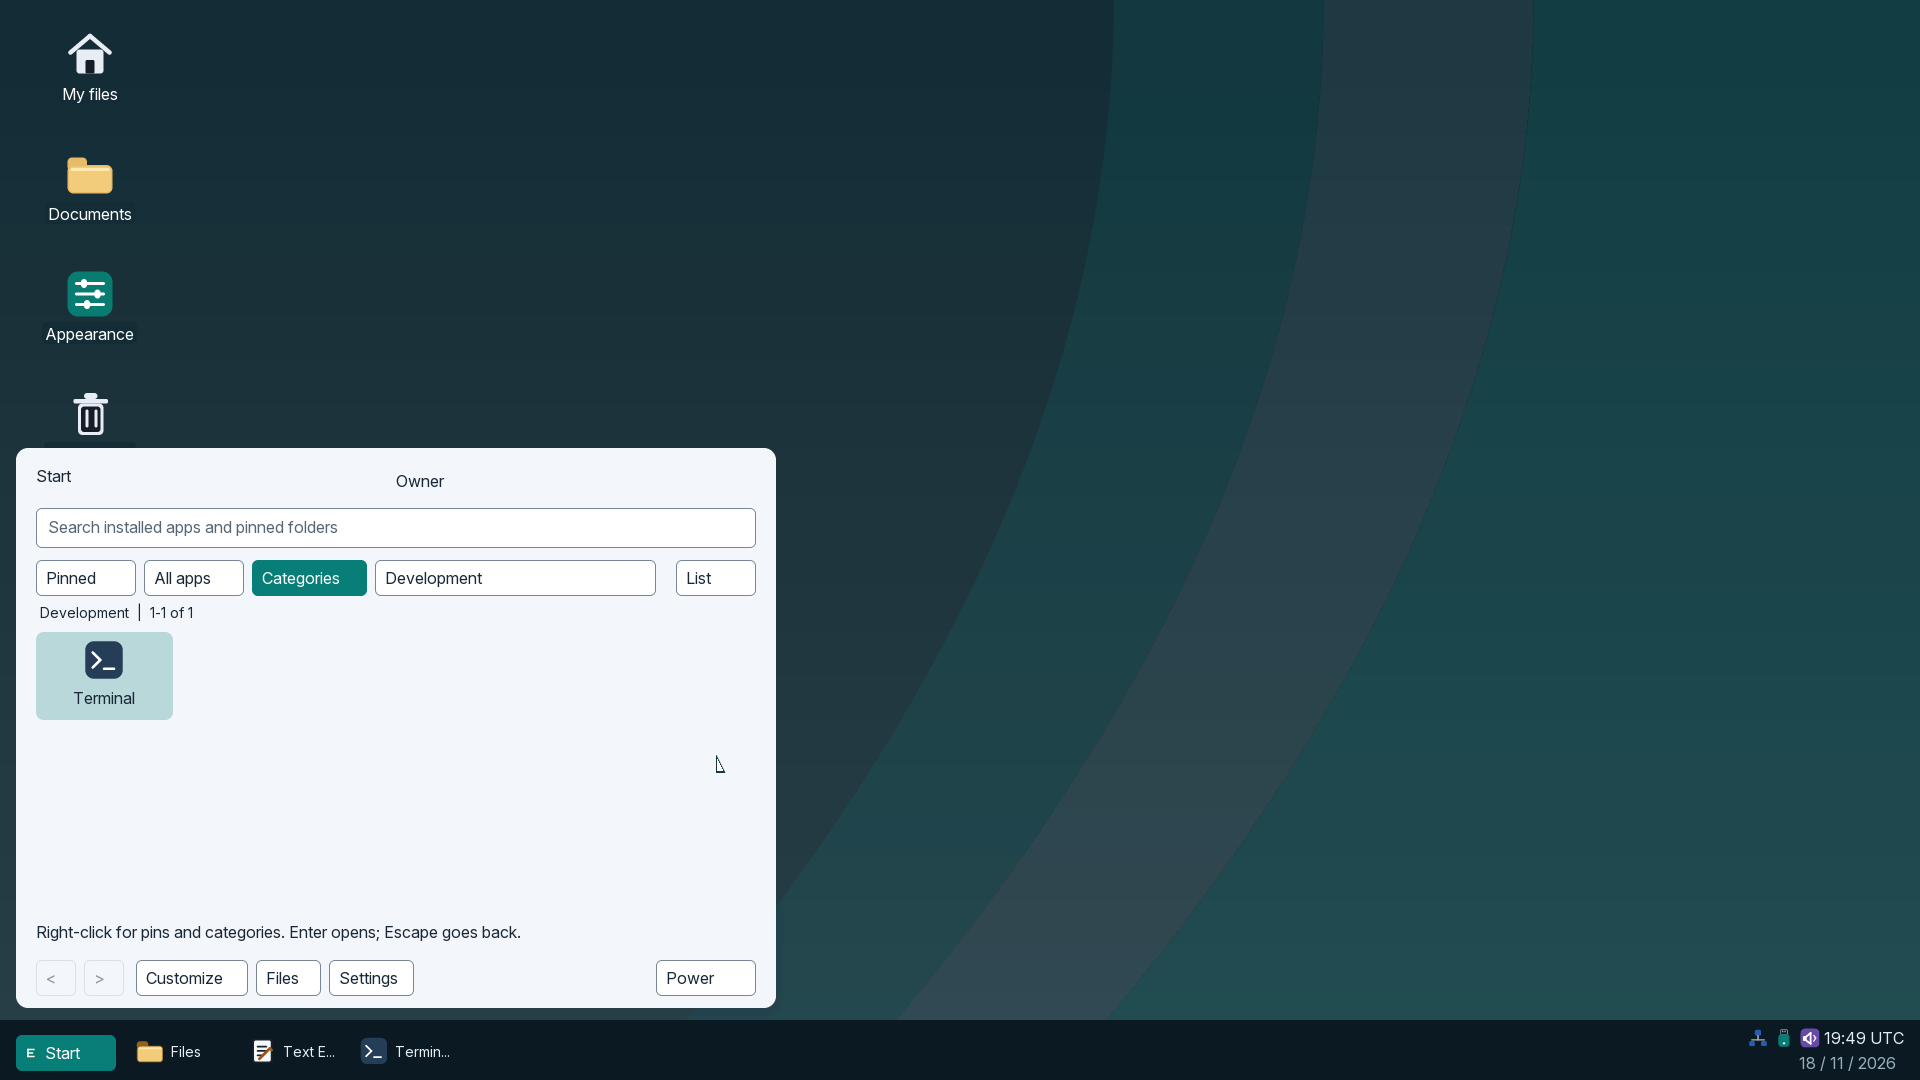 My files
Documents
Appearance
Start
Owner
Search installed apps and pinned folders
Pinned
All apps
Categories
Development
List
Development | 1-1 of 1
Terminal
Right-click for pins and categories. Enter opens; Escape goes back.
<
>
Customize
Files
Settings
Power
Start
Files
Text E...
Termin...
19:49 UTC
18 / 11 / 2026